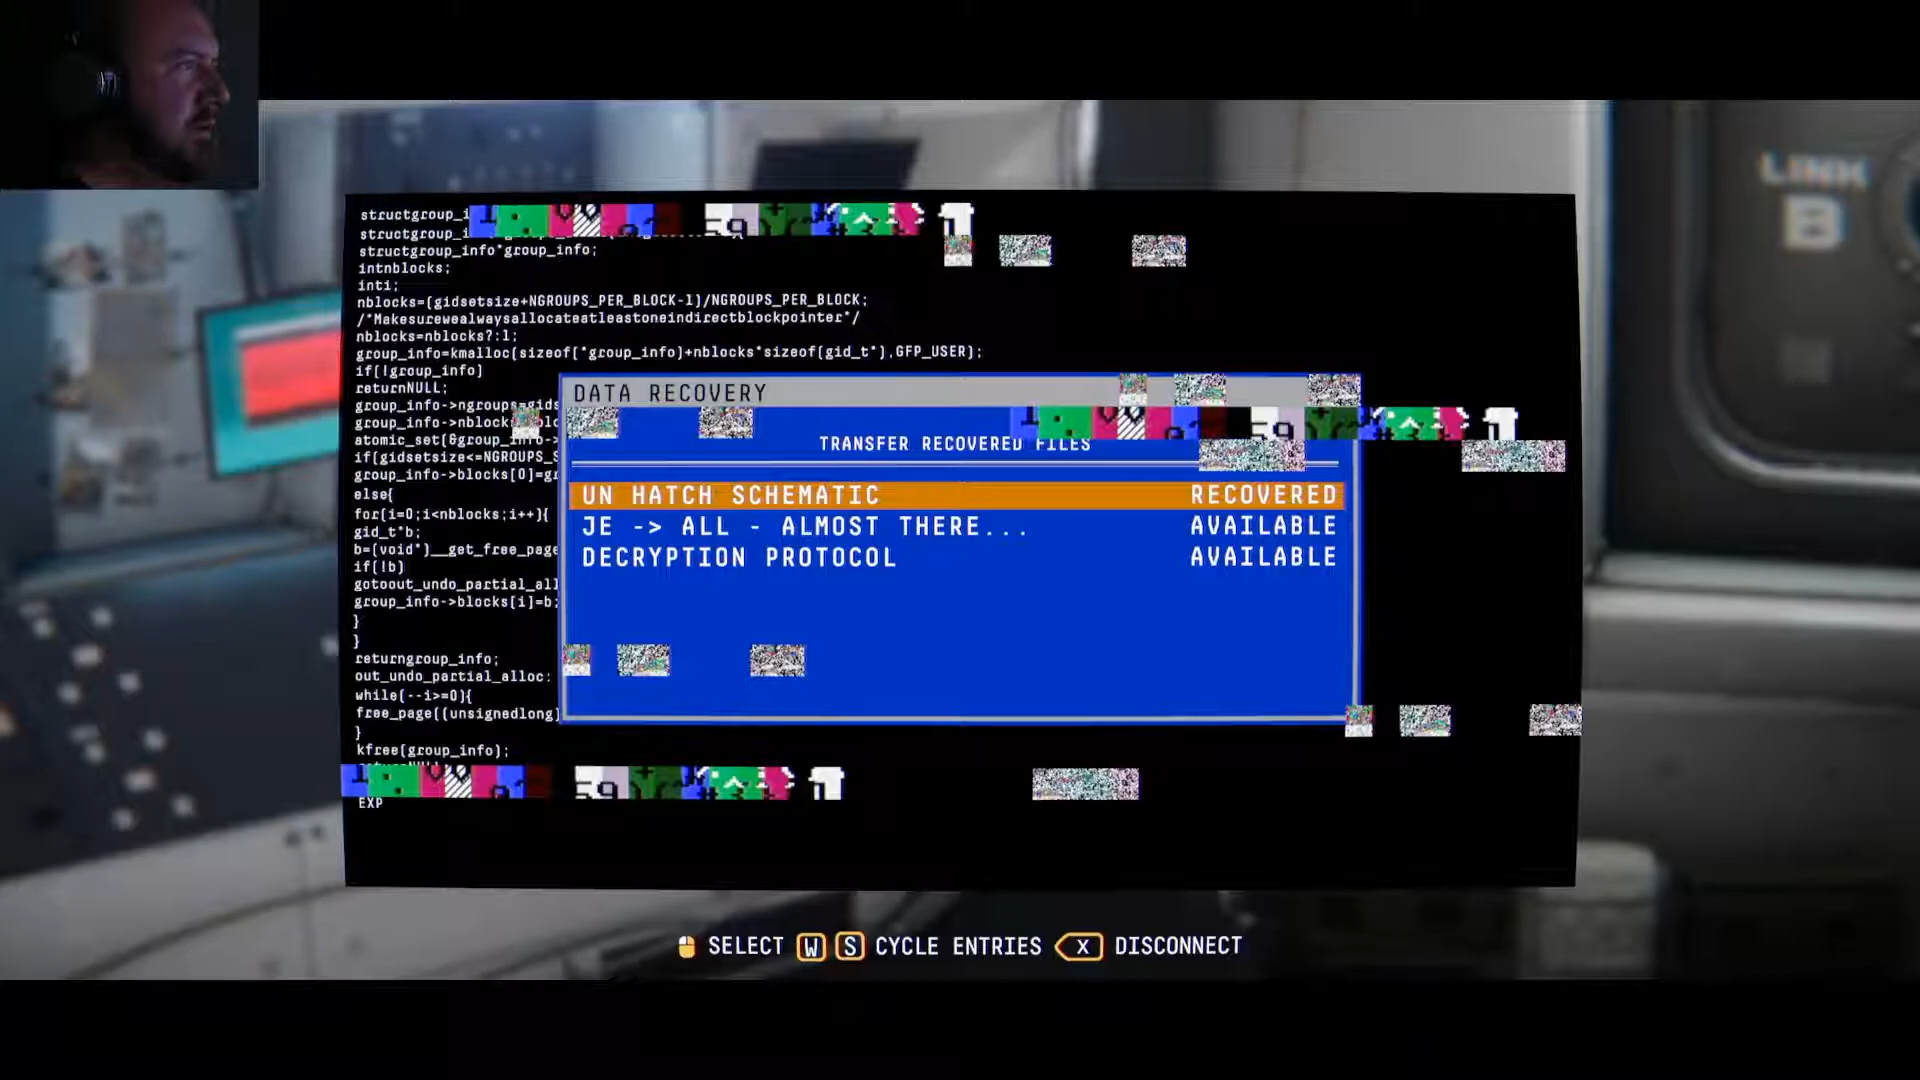 structgroup_i
structgroup_i
structgroup_info*group_info;
intnblocks;
inti;
nblocks=(gidsetsize+NGROUPS_PER_BLOCK-1)/NGROUPS_PER_BLOCK;
/*Makesurewealwaysallocateatleastoneindirectblockpointer*/
nblocks=nblocks?:1;
group_info=kmalloc(sizeof(*group_info)+nblocks*sizeof(gid_t*),GFP_USER);
if(!group_info)
returnNULL;
group_info->ngroups=gids
group_info->nblock
atomic_set(&group_info->
if(gidsetsize<=NGROUPS_S
group_info->blocks[0]=gr
else{
for(i=0;i<nblocks;i++){
gid_t*b;
b=(void*)__get_free_page
if(!b)
gotoout_undo_partial_all
group_info->blocks[i]=b;
}
}
returngroup_info;
out_undo_partial_alloc:
while(--i>=0){
free_page((unsignedlong)
}
kfree(group_info);
EXP
DATA RECOVERY
TRANSFER RECOVERED FILES
UN HATCH SCHEMATIC RECOVERED
JE -> ALL - ALMOST THERE... AVAILABLE
DECRYPTION PROTOCOL AVAILABLE
LINK
B
SELECT W S CYCLE ENTRIES X DISCONNECT